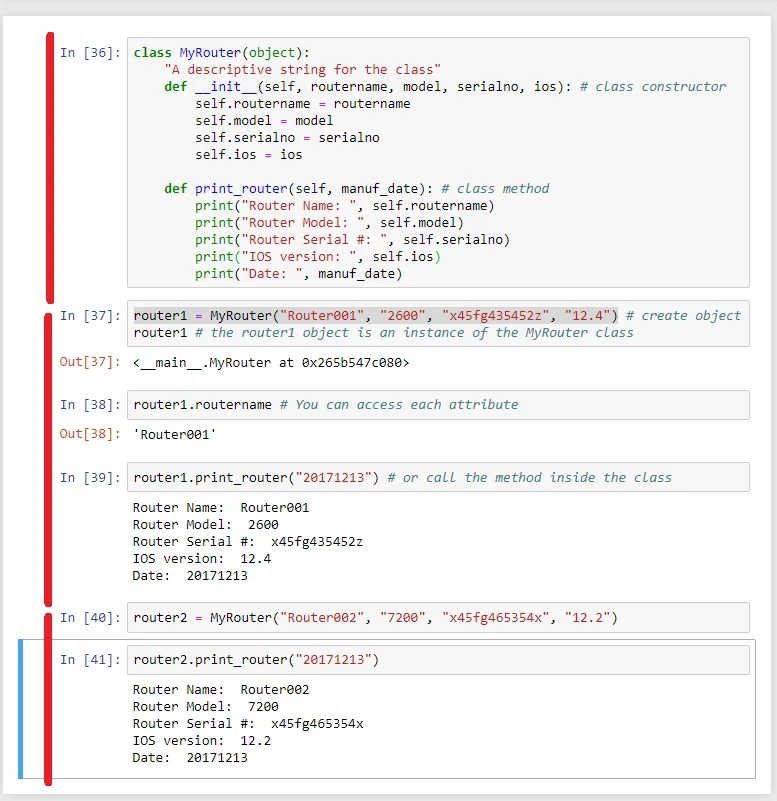 In [36]: class MyRouter(object):
    "A descriptive string for the class"
    def __init__(self, routername, model, serialno, ios): # class constructor
        self.routername = routername
        self.model = model
        self.serialno = serialno
        self.ios = ios
    def print_router(self, manuf_date): # class method
        print("Router Name: ", self.routername)
        print("Router Model: ", self.model)
        print("Router Serial #: ", self.serialno)
        print("IOS version: ", self.ios)
        print("Date: ", manuf_date)
In [37]: router1 = MyRouter("Router001", "2600", "x45fg435452z", "12.4") # create object
router1 # the router1 object is an instance of the MyRouter class
Out[37]: <__main__.MyRouter at 0x265b547c080>
In [38]: router1.routername # You can access each attribute
Out[38]: 'Router001'
In [39]: router1.print_router("20171213") # or call the method inside the class
Router Name:  Router001
Router Model:  2600
Router Serial #:  x45fg435452z
IOS version:  12.4
Date:  20171213
In [40]: router2 = MyRouter("Router002", "7200", "x45fg465354x", "12.2")
In [41]: router2.print_router("20171213")
Router Name:  Router002
Router Model:  7200
Router Serial #:  x45fg465354x
IOS version:  12.2
Date:  20171213